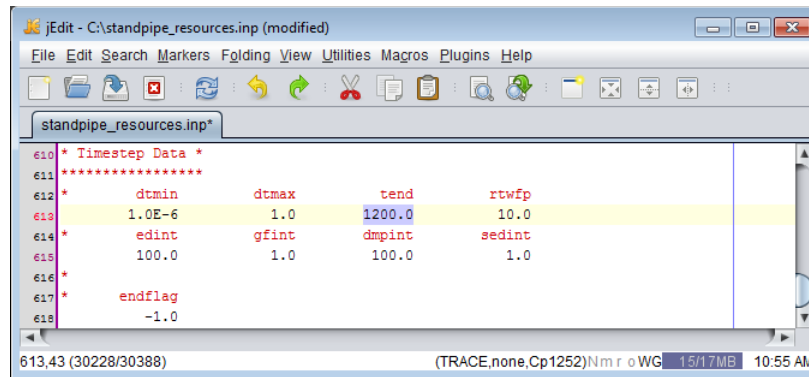 jEdit - C:\standpipe_resources.inp (modified)
File Edit Search Markers Folding View Utilities Macros Plugins Help
standpipe_resources.inp*
610 * Timestep Data *
611 *****************
612 * dtmin dtmax tend rtwfp
613 1.0E-6 1.0 1200.0 10.0
614 * edint gfint dmpint sedint
615 100.0 1.0 100.0 1.0
616 *
617 * endflag
618 -1.0
613,43 (30228/30388) (TRACE,none,Cp1252)Nm r o WG 15/17MB 10:55 AM